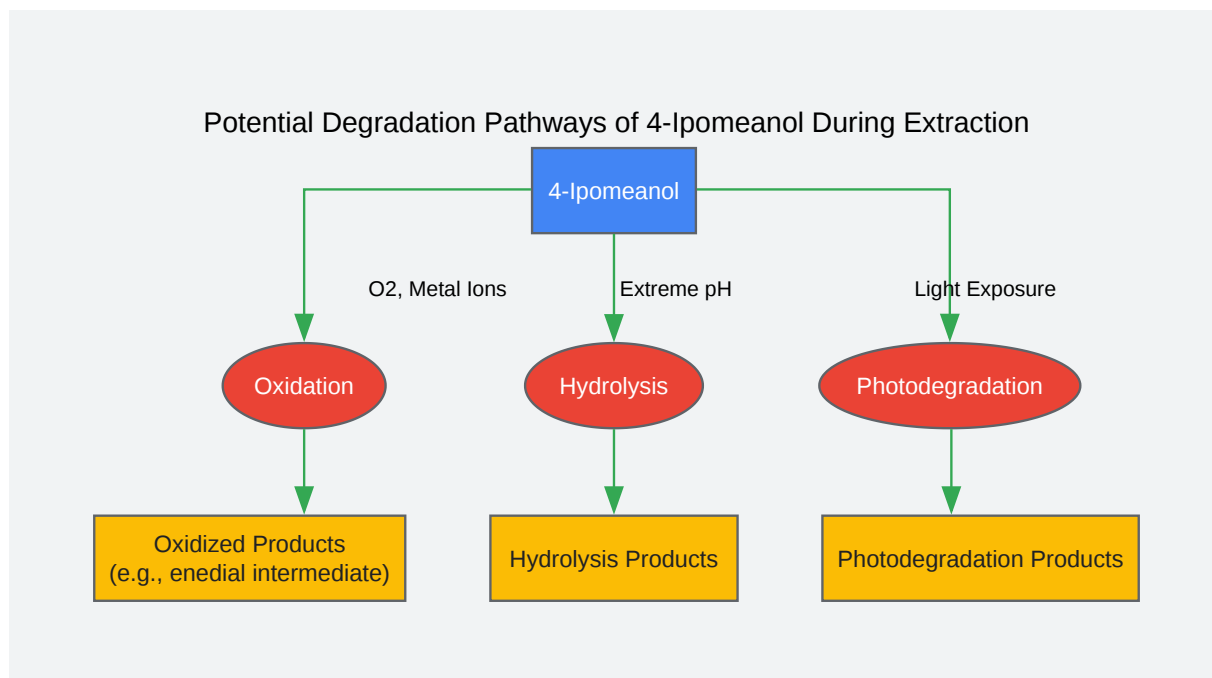 Potential Degradation Pathways of 4-Ipomeanol During Extraction
4-Ipomeanol
O2, Metal Ions
Extreme pH
Light Exposure
Oxidation
Hydrolysis
Photodegradation
Oxidized Products
(e.g., enedial intermediate)
Hydrolysis Products
Photodegradation Products